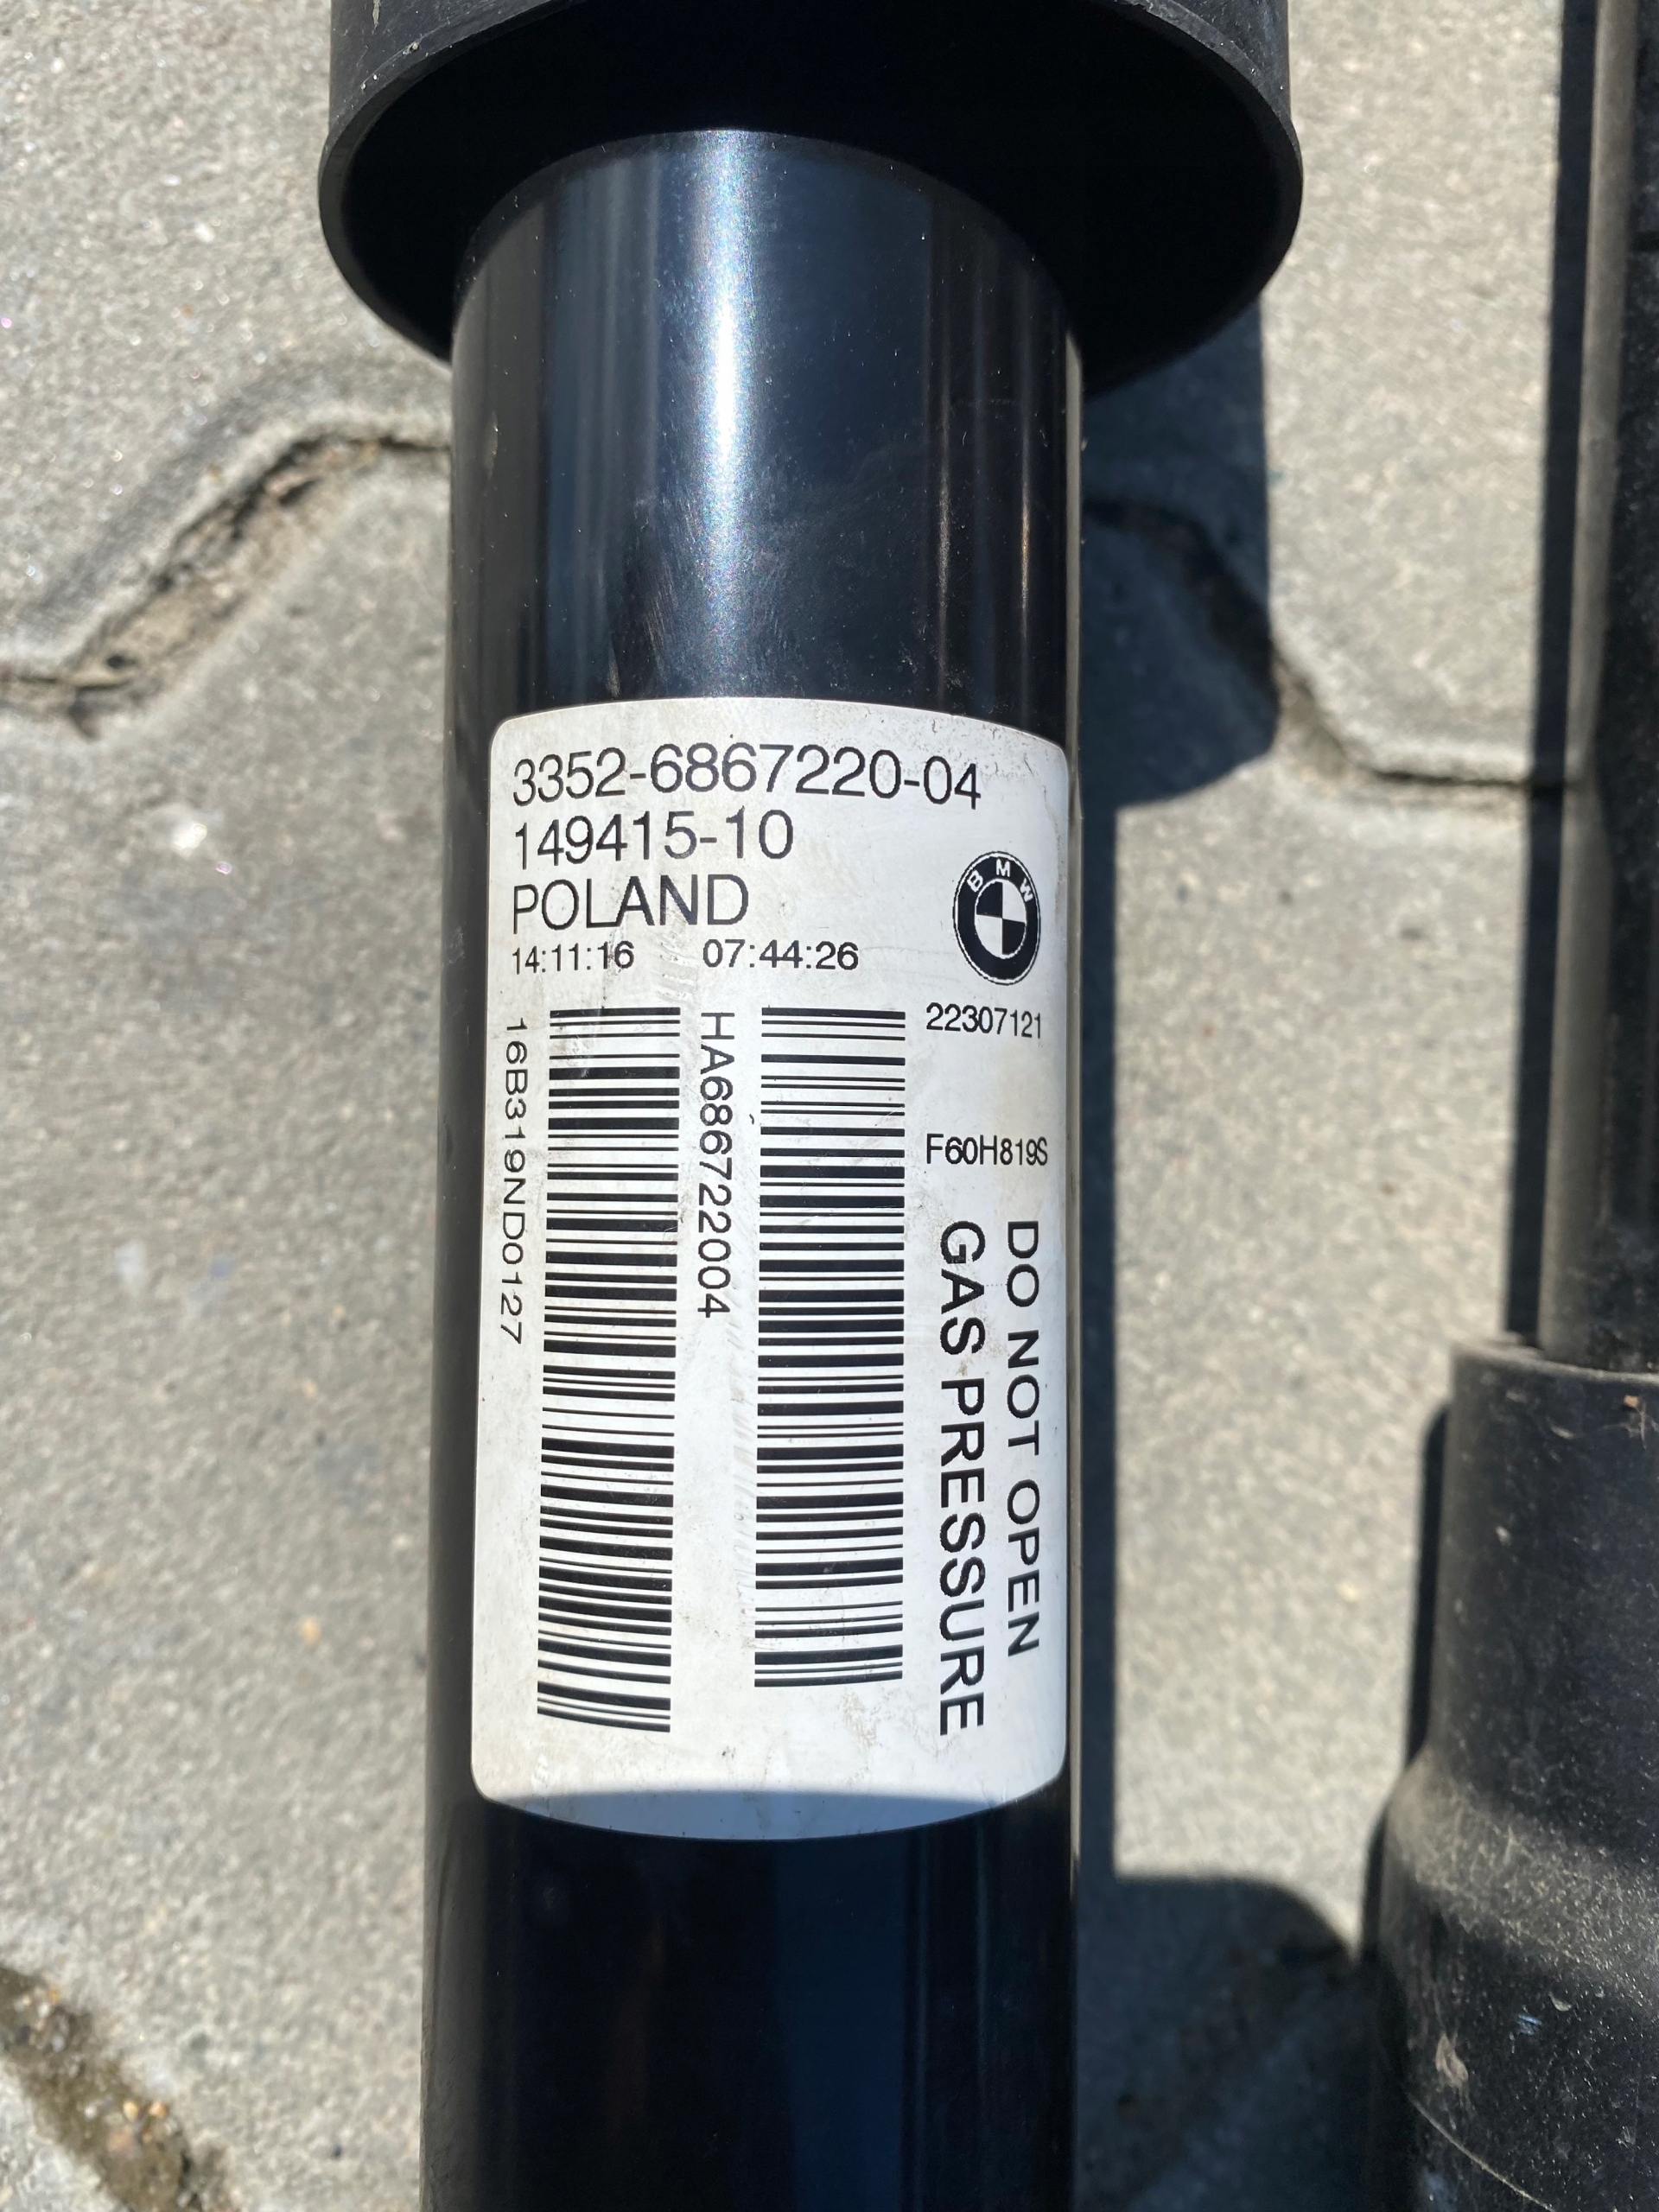 3352-6867220-04
149415-10
POLAND
14:11:16 07:44:26
BMW
22307121
F60H819S
DO NOT OPEN
GAS PRESSURE
HA686722004
16B319ND0127